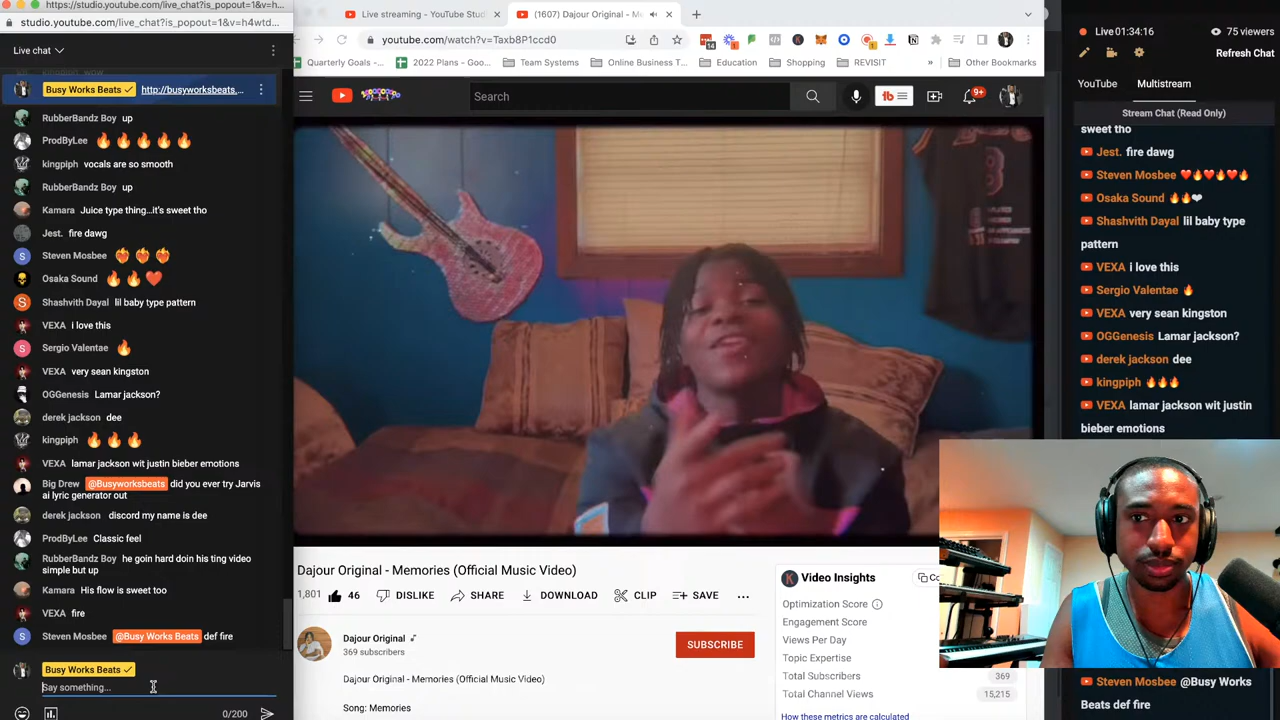 https://studio.youtube.com/live_chat?is_popout=1&v=h...
studio.youtube.com/live_chat?is_popout=1&v=h4wtd...
Live chat
Busy Works Beats
http://busyworksbeats....
RubberBandz Boy up
ProdByLee 🔥🔥🔥🔥🔥
kingpiph vocals are so smooth
RubberBandz Boy up
Kamara Juice type thing...it's sweet tho
Jest. fire dawg
Steven Mosbee ❤️‍🔥❤️‍🔥❤️‍🔥
Osaka Sound 🔥🔥❤️
Shashvith Dayal lil baby type pattern
VEXA i love this
Sergio Valentae 🔥
VEXA very sean kingston
OGGenesis Lamar jackson?
derek jackson dee
kingpiph 🔥🔥🔥
VEXA lamar jackson wit justin bieber emotions
Big Drew @Busyworksbeats did you ever try Jarvis
ai lyric generator out
derek jackson discord my name is dee
ProdByLee Classic feel
RubberBandz Boy he goin hard doin his ting video
simple but up
Kamara His flow is sweet too
VEXA fire
Steven Mosbee @Busy Works Beats def fire
Busy Works Beats
Say something...
0/200
Live streaming - YouTube Stud
(1607) Dajour Original - Me
youtube.com/watch?v=Taxb8P1ccd0
14
1
1
Quarterly Goals -...
2022 Plans - Goo...
Team Systems
Online Business T...
Funding
Education
Shopping
REVISIT
»
Other Bookmarks
Search
9+
Dajour Original - Memories (Official Music Video)
1,801
46
DISLIKE
SHARE
DOWNLOAD
CLIP
SAVE
Dajour Original
369 subscribers
SUBSCRIBE
Dajour Original - Memories (Official Music Video)
Song: Memories
K Video Insights
Co
Optimization Score
Engagement Score
Views Per Day
Topic Expertise
Total Subscribers 369
Total Channel Views 15,215
How these metrics are calculated
Live 01:34:16
75 viewers
Refresh Chat
YouTube
Multistream
Stream Chat (Read Only)
sweet tho
Jest. fire dawg
Steven Mosbee ❤️🔥❤️🔥❤️🔥
Osaka Sound 🔥🔥❤
Shashvith Dayal lil baby type
pattern
VEXA i love this
Sergio Valentae 🔥
VEXA very sean kingston
OGGenesis Lamar jackson?
derek jackson dee
kingpiph 🔥🔥🔥
VEXA lamar jackson wit justin
bieber emotions
Steven Mosbee @Busy Works
Beats def fire